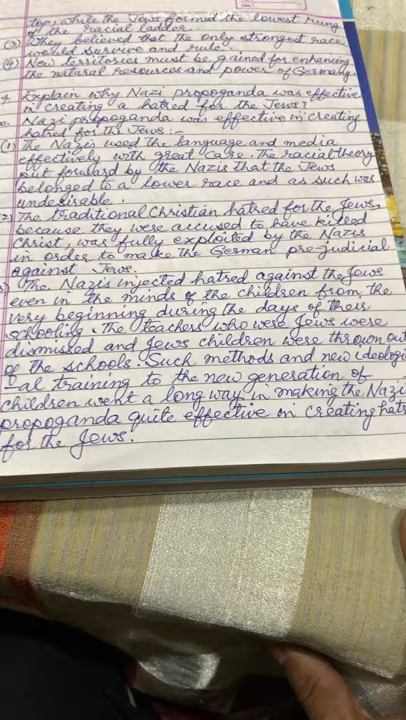 top, while the Jews formed the lowest rung
of the racial ladder.
(3) They believed that the only strongest race
would survive and rule.
(4) New territories must be gained for enhancing
the natural resources and power of Germany.
Explain why Nazi propoganda was effective
in creating a hatred for the Jews?
Nazi propoganda was effective in creating
hatred for the Jews :-
(1) The Nazis used the language and media
effectively with great care. The racial theory
put forward by the Nazis that the Jews
belonged to a lower race and as such was
undesirable.
(2) The traditional Christian hatred for the Jews,
because they were accused to have killed
Christ, was fully exploited by the Nazis
in order to make the German pre-judicial
against Jews.
The Nazis injected hatred against the Jews
even in the minds of the children from the
very beginning during the days of their
schooling. The teachers who were Jews were
dismissed and Jews children were thrown out
of the schools. Such methods and new ideologi
-al training to the new generation of
children went a long way in making the Nazi
propoganda quite effective in creating hatr
for the Jews.